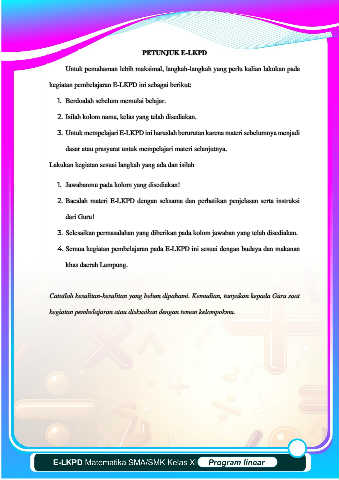 PETUNJUK E-LKPD
Untuk pemahaman lebih maksimal, langkah-langkah yang perlu kalian lakukan pada
kegiatan pembelajaran E-LKPD ini sebagai berikut:
1. Berdoalah sebelum memulai belajar.
2. Isilah kolom nama, kelas yang telah disediakan.
3. Untuk mempelajari E-LKPD ini haruslah berurutan karena materi sebelumnya menjadi
dasar atau prasyarat untuk mempelajari materi selanjutnya.
Lakukan kegiatan sesuai langkah yang ada dan isilah
1. Jawabanmu pada kolom yang disediakan!
2. Bacalah materi E-LKPD dengan seksama dan perhatikan penjelasan serta instruksi
dari Guru!
3. Selesaikan permasalahan yang diberikan pada kolom jawaban yang telah disediakan.
4. Semua kegiatan pembelajaran pada E-LKPD ini sesuai dengan budaya dan makanan
khas daerah Lampung.
Catatlah kesulitan-kesulitan yang belum dipahami. Kemudian, tanyakan kepada Guru saat
kegiatan pembelajaran atau diskusikan dengan teman kelompokmu.
E-LKPD Matematika SMA/SMK Kelas X Program linear